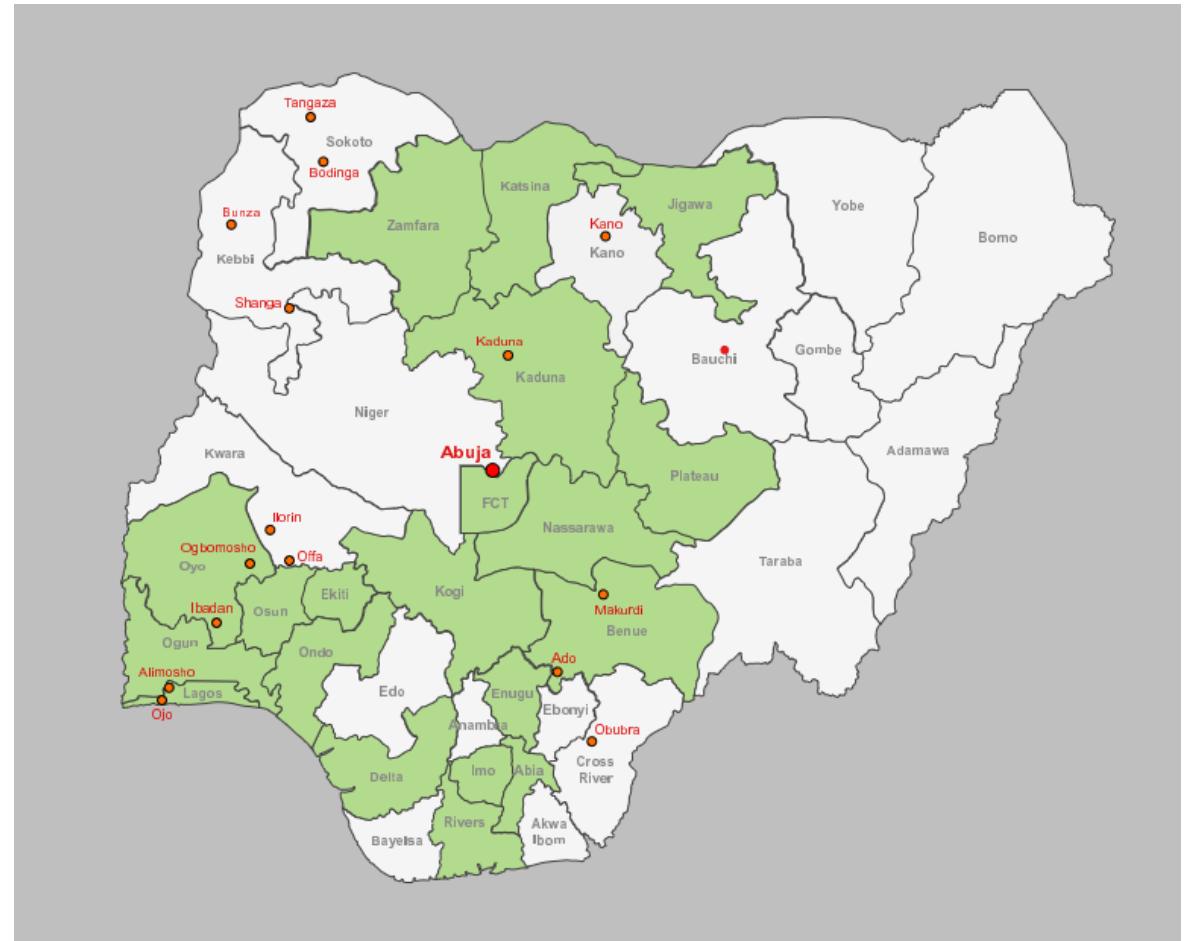 Tangaza
Sokoto
Bodinga
Katsina
Jigawa
Yobe
Bunza
Zamfara
Kano
Kano
Borno
Kebbi
Shanga
Kaduna
Kaduna
Bauchi
Gombe
Niger
Kwara
Abuja
Adamawa
Plateau
FCT
Ilorin
Nassarawa
Ogbomosho
Oyo
Offa
Taraba
Ekiti
Kogi
Ibadan
Osun
Makurdi
Benue
Ogun
Ondo
Ado
Alimosho
Lagos
Edo
Enugu
Ebonyi
Ojo
Anambra
Obubra
Cross
River
Delta
Imo
Abia
Rivers
Akwa
Ibom
Bayelsa